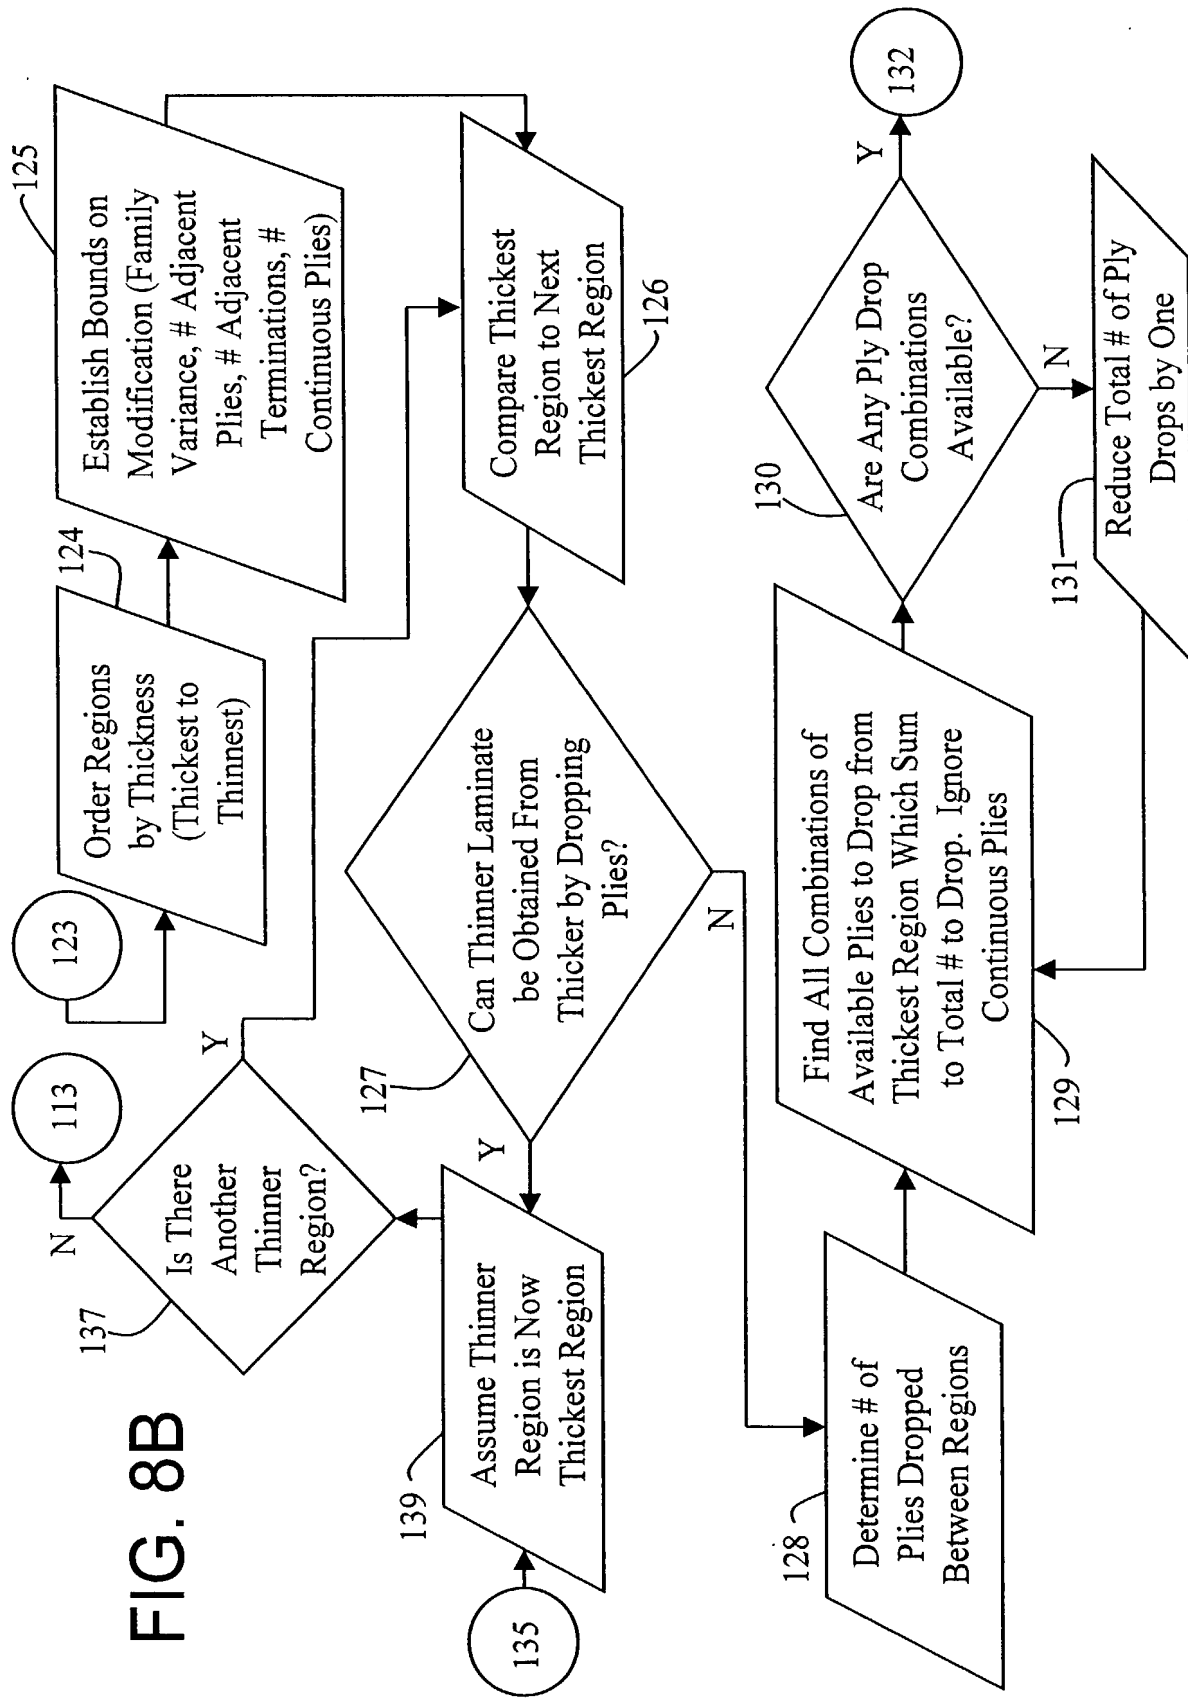 FIG. 8B
123
Order Regions
by Thickness
(Thickest to
Thinnest)
124
Establish Bounds on
Modification (Family
Variance, # Adjacent
Plies, # Adjacent
Terminations, #
Continuous Plies)
125
113
N
Is There
Another
Thinner
Region?
137
Y
Compare Thickest
Region to Next
Thickest Region
126
135
Assume Thinner
Region is Now
Thickest Region
139
Y
Can Thinner Laminate
be Obtained From
Thicker by Dropping
Plies?
127
N
Determine # of
Plies Dropped
Between Regions
128
Find All Combinations of
Available Plies to Drop from
Thickest Region Which Sum
to Total # to Drop. Ignore
Continuous Plies
129
Are Any Ply Drop
Combinations
Available?
130
Y
132
N
Reduce Total # of Ply
Drops by One
131